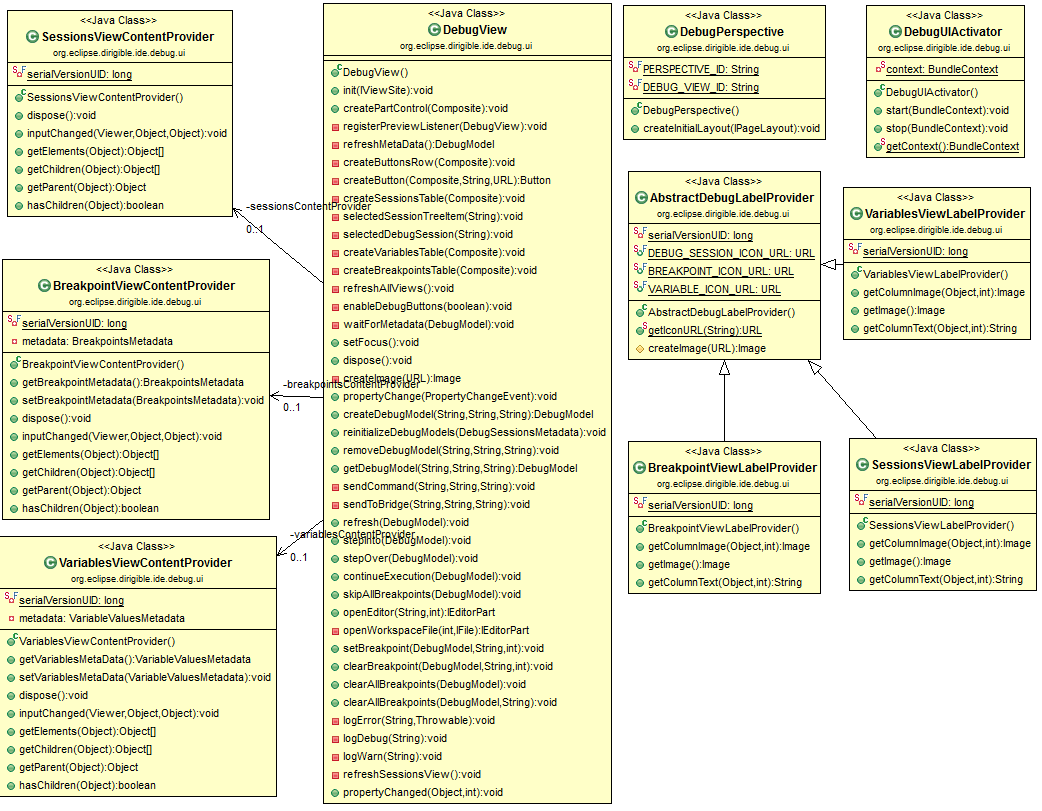 <<Java Class>>
SessionsViewContentProvider
org.eclipse.dirigible.ide.debug.ui
serialVersionUID: long
SessionsViewContentProvider()
dispose():void
inputChanged(Viewer,Object,Object):void
getElements(Object):Object[]
getChildren(Object):Object[]
getParent(Object):Object
hasChildren(Object):boolean
<<Java Class>>
BreakpointViewContentProvider
org.eclipse.dirigible.ide.debug.ui
serialVersionUID: long
metadata: BreakpointsMetadata
BreakpointViewContentProvider()
getBreakpointMetadata():BreakpointsMetadata
setBreakpointMetadata(BreakpointsMetadata):void
dispose():void
inputChanged(Viewer,Object,Object):void
getElements(Object):Object[]
getChildren(Object):Object[]
getParent(Object):Object
hasChildren(Object):boolean
<<Java Class>>
VariablesViewContentProvider
org.eclipse.dirigible.ide.debug.ui
serialVersionUID: long
metadata: VariableValuesMetadata
VariablesViewContentProvider()
getVariablesMetaData():VariableValuesMetadata
setVariablesMetaData(VariableValuesMetadata):void
dispose():void
inputChanged(Viewer,Object,Object):void
getElements(Object):Object[]
getChildren(Object):Object[]
getParent(Object):Object
hasChildren(Object):boolean
-sessionsContentProvider
0..1
-breakpointsContentProvider
0..1
-variablesContentProvider
0..1
<<Java Class>>
DebugView
org.eclipse.dirigible.ide.debug.ui
DebugView()
init(IViewSite):void
createPartControl(Composite):void
registerPreviewListener(DebugView):void
refreshMetaData():DebugModel
createButtonsRow(Composite):void
createButton(Composite,String,URL):Button
createSessionsTable(Composite):void
selectedSessionTreeItem(String):void
selectedDebugSession(String):void
createVariablesTable(Composite):void
createBreakpointsTable(Composite):void
refreshAllViews():void
enableDebugButtons(boolean):void
waitForMetadata(DebugModel):void
setFocus():void
dispose():void
createImage(URL):Image
propertyChange(PropertyChangeEvent):void
createDebugModel(String,String,String):DebugModel
reinitializeDebugModels(DebugSessionsMetadata):void
removeDebugModel(String,String,String):void
getDebugModel(String,String,String):DebugModel
sendCommand(String,String,String):void
sendToBridge(String,String,String):void
refresh(DebugModel):void
stepInto(DebugModel):void
stepOver(DebugModel):void
continueExecution(DebugModel):void
skipAllBreakpoints(DebugModel):void
openEditor(String,int):IEditorPart
openWorkspaceFile(int,IFile):IEditorPart
setBreakpoint(DebugModel,String,int):void
clearBreakpoint(DebugModel,String,int):void
clearAllBreakpoints(DebugModel):void
clearAllBreakpoints(DebugModel,String):void
logError(String,Throwable):void
logDebug(String):void
logWarn(String):void
refreshSessionsView():void
propertyChanged(Object,int):void
<<Java Class>>
DebugPerspective
org.eclipse.dirigible.ide.debug.ui
PERSPECTIVE_ID: String
DEBUG_VIEW_ID: String
DebugPerspective()
createInitialLayout(IPageLayout):void
<<Java Class>>
DebugUIActivator
org.eclipse.dirigible.ide.debug.ui
context: BundleContext
DebugUIActivator()
start(BundleContext):void
stop(BundleContext):void
getContext():BundleContext
<<Java Class>>
AbstractDebugLabelProvider
org.eclipse.dirigible.ide.debug.ui
serialVersionUID: long
DEBUG_SESSION_ICON_URL: URL
BREAKPOINT_ICON_URL: URL
VARIABLE_ICON_URL: URL
AbstractDebugLabelProvider()
getIconURL(String):URL
createImage(URL):Image
<<Java Class>>
VariablesViewLabelProvider
org.eclipse.dirigible.ide.debug.ui
serialVersionUID: long
VariablesViewLabelProvider()
getColumnImage(Object,int):Image
getImage():Image
getColumnText(Object,int):String
<<Java Class>>
BreakpointViewLabelProvider
org.eclipse.dirigible.ide.debug.ui
serialVersionUID: long
BreakpointViewLabelProvider()
getColumnImage(Object,int):Image
getImage():Image
getColumnText(Object,int):String
<<Java Class>>
SessionsViewLabelProvider
org.eclipse.dirigible.ide.debug.ui
serialVersionUID: long
SessionsViewLabelProvider()
getColumnImage(Object,int):Image
getImage():Image
getColumnText(Object,int):String